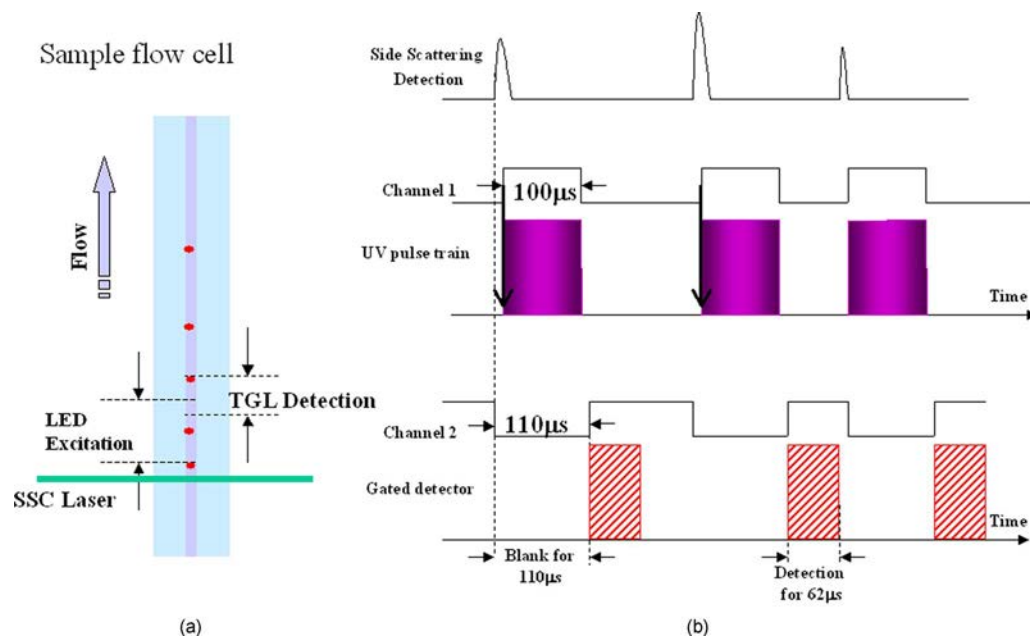 Sample flow cell
Flow
TGL Detection
LED
Excitation
SSC Laser
(a)
Side Scattering
Detection
Channel 1
100μs
UV pulse train
Time
Channel 2
110μs
Gated detector
Time
Blank for
110μs
Detection
for 62μs
(b)